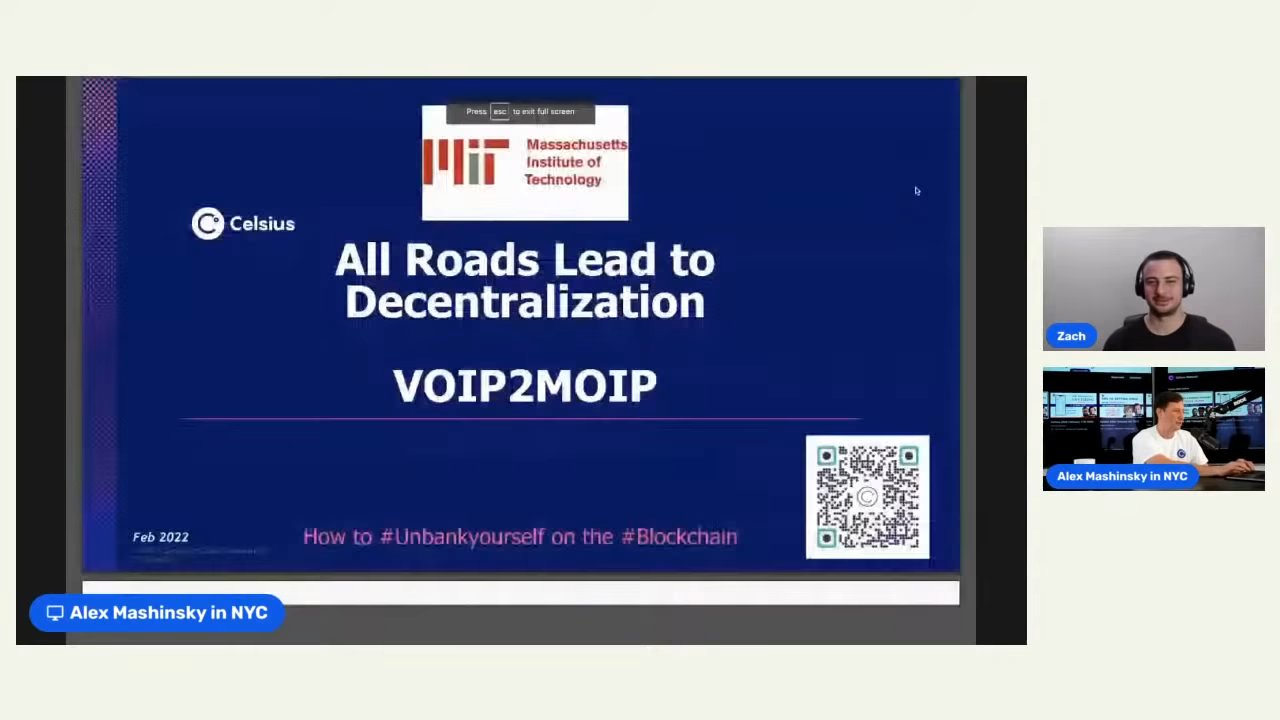 Press esc to exit full screen
MIT
Massachusetts
Institute of
Technology
Celsius
All Roads Lead to
Decentralization
VOIP2MOIP
Feb 2022
How to #Unbankyourself on the #Blockchain
Alex Mashinsky in NYC
Zach
Alex Mashinsky in NYC